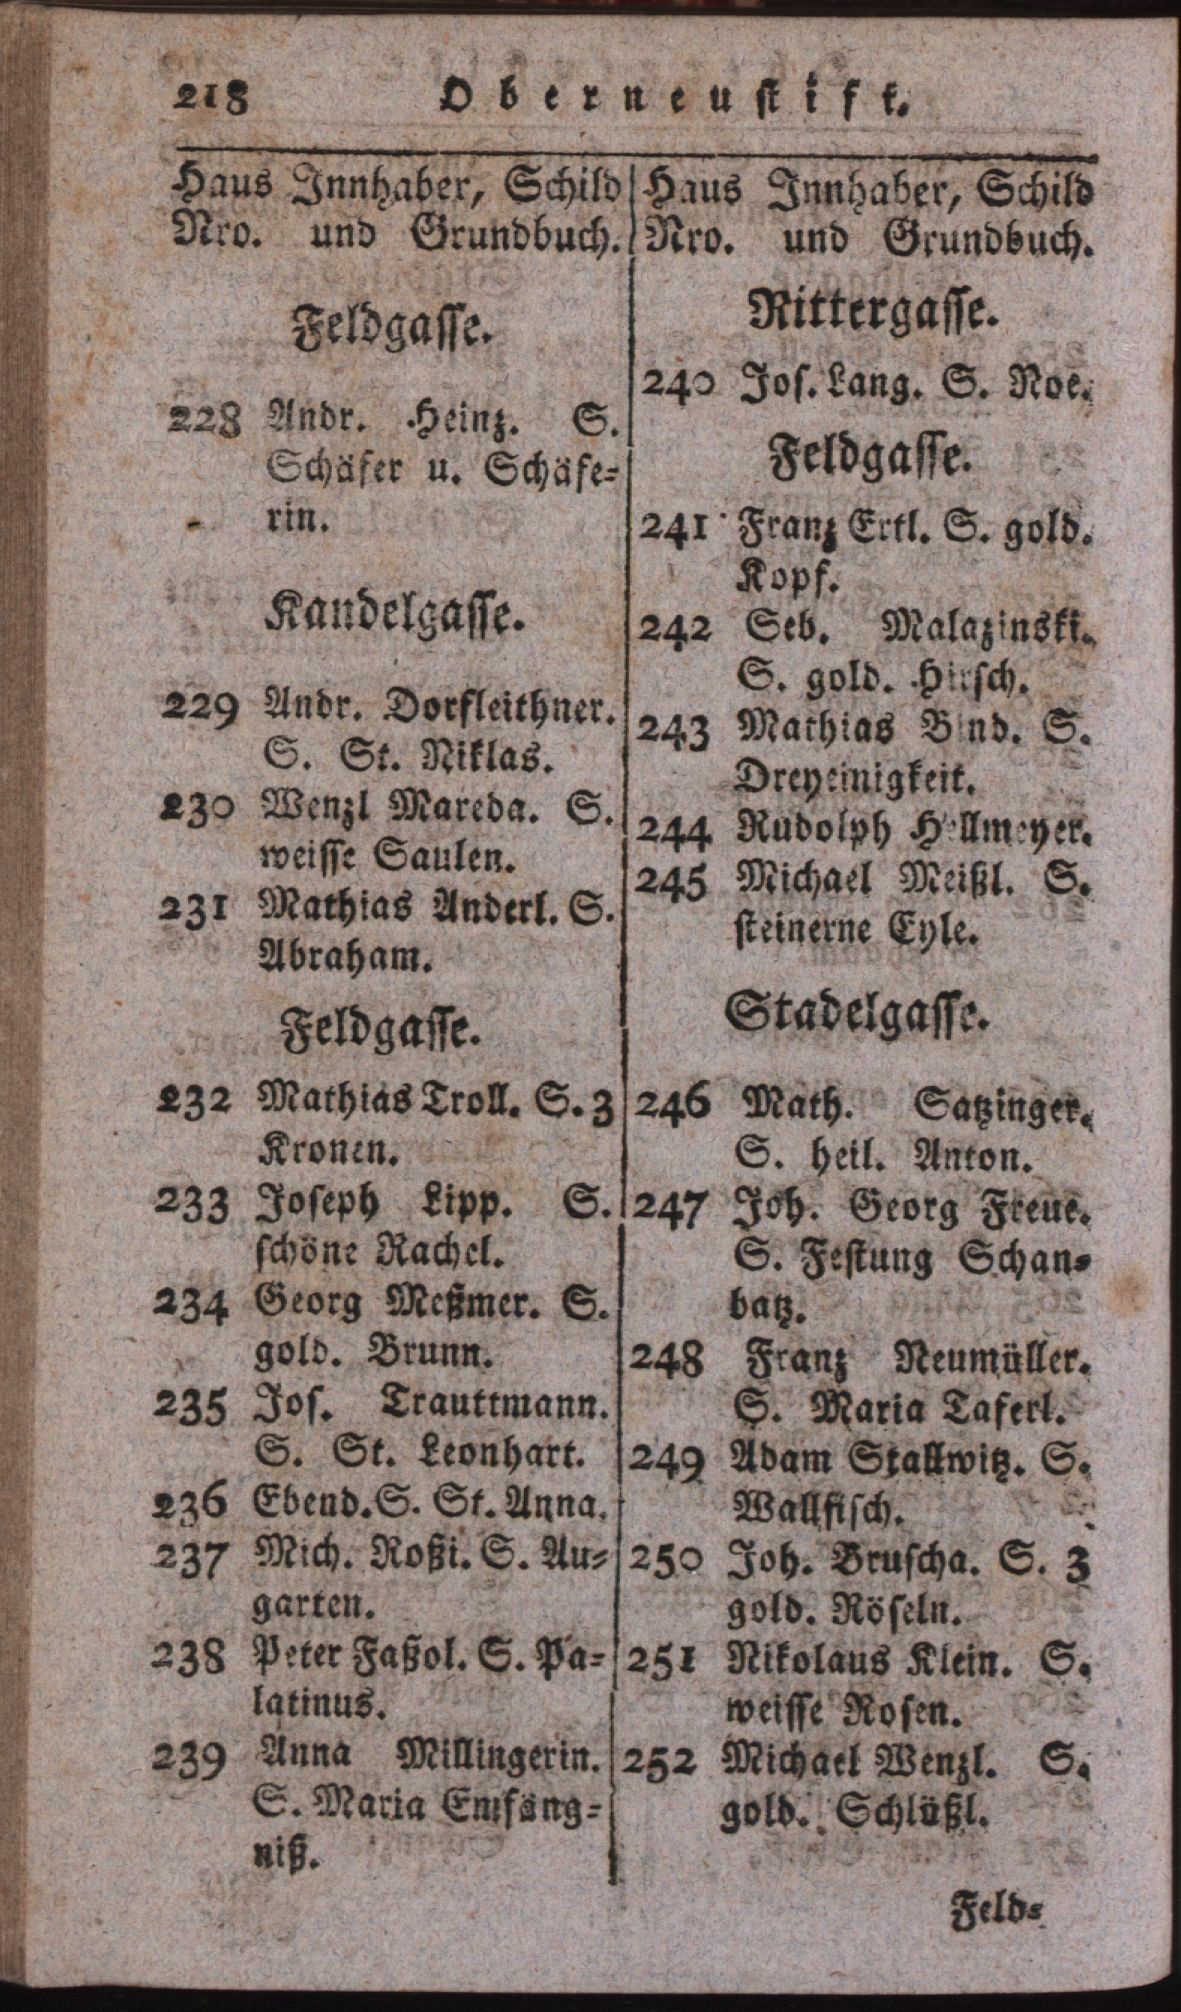 218 Oberneustift.
Haus Innhaber, Schild
Nro. und Grundbuch.
Feldgasse.
228 Andr. Heinz. S.
Schäfer u. Schäfe-
rin.
Kandelgasse.
229 Andr. Dorfleithner.
S. St. Niklas.
230 Wenzl Mareda. S.
weisse Saulen.
231 Mathias Anderl. S.
Abraham.
Feldgasse.
232 Mathias Troll. S. 3
Kronen.
233 Joseph Lipp. S.
schöne Rachel.
234 Georg Meßmer. S.
gold. Brunn.
235 Jos. Trauttmann.
S. St. Leonhart.
236 Ebend. S. St. Anna.
237 Mich. Roßi. S. Au-
garten.
238 Peter Faßol. S. Pa-
latinus.
239 Anna Millingerin.
S. Maria Emfäng-
niß.
Haus Innhaber, Schild
Nro. und Grundbuch.
Rittergasse.
240 Jos. Lang. S. Noe.
Feldgasse.
241 Franz Ertl. S. gold.
Kopf.
242 Seb. Malazinski.
S. gold. Hirsch.
243 Mathias Bind. S.
Dreyeinigkeit.
244 Rudolph Hellmeyer.
245 Michael Meißl. S.
steinerne Eyle.
Stadelgasse.
246 Math. Satzinger.
S. heil. Anton.
247 Joh. Georg Freue.
S. Festung Schan-
batz.
248 Franz Neumüller.
S. Maria Taferl.
249 Adam Stallwitz. S.
Wallfisch.
250 Joh. Bruscha. S. 3
gold. Röseln.
251 Nikolaus Klein. S.
weisse Rosen.
252 Michael Wenzl. S.
gold. Schlüßl.
Feld-